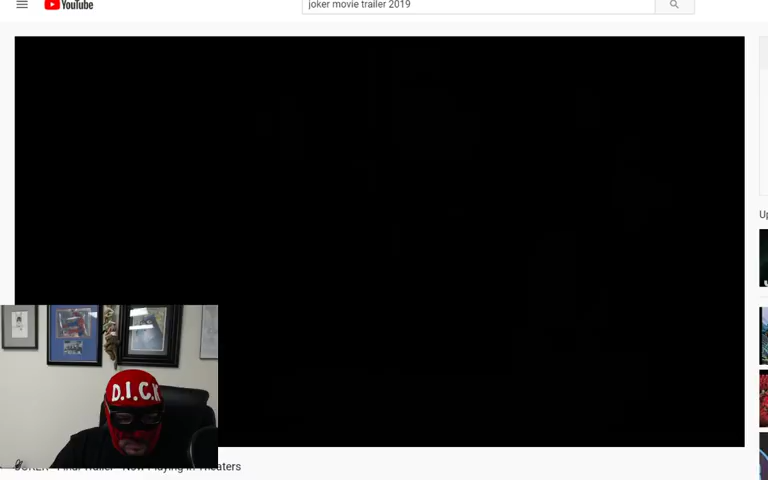 YouTube
joker movie trailer 2019
D.I.C.K
Final Trailer - Now Playing In Theaters